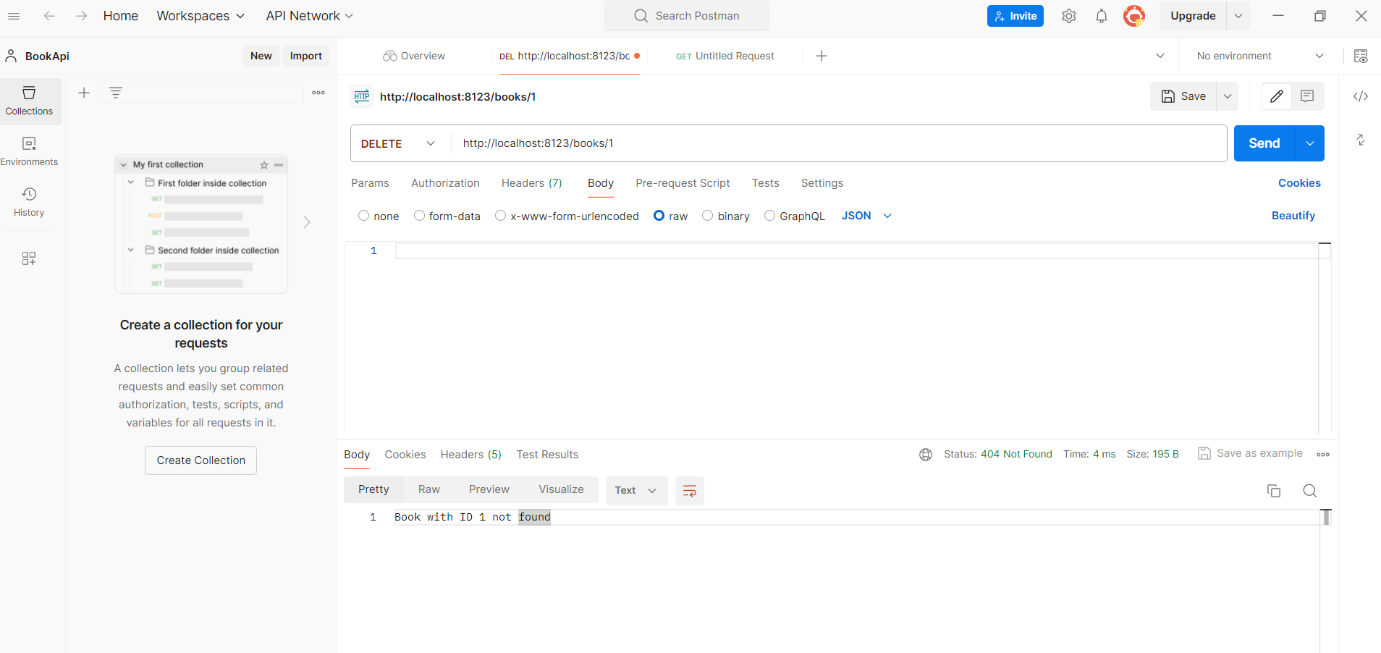 Home Workspaces API Network Search Postman Invite Upgrade
BookApi New Import Overview DEL http://localhost:8123/bc GET Untitled Request No environment
Collections
Environments
History
My first collection
First folder inside collection
GET
POST
GET
Second folder inside collection
GET
GET
Create a collection for your
requests
A collection lets you group related
requests and easily set common
authorization, tests, scripts, and
variables for all requests in it.
Create Collection
HTTP http://localhost:8123/books/1 Save
DELETE http://localhost:8123/books/1 Send
Params Authorization Headers (7) Body Pre-request Script Tests Settings Cookies
none form-data x-www-form-urlencoded raw binary GraphQL JSON Beautify
1
Body Cookies Headers (5) Test Results Status: 404 Not Found Time: 4 ms Size: 195 B Save as example
Pretty Raw Preview Visualize Text
1 Book with ID 1 not found